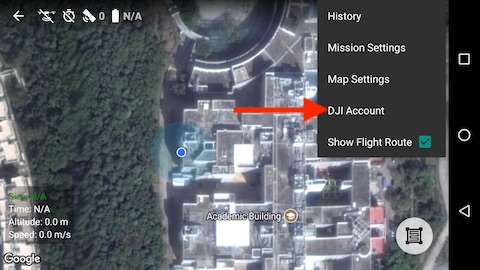 0 N/A
History
Mission Settings
Map Settings
DJI Account
Show Flight Route
Time: N/A
Altitude: 0.0 m
Speed: 0.0 m/s
Academic Building
Google